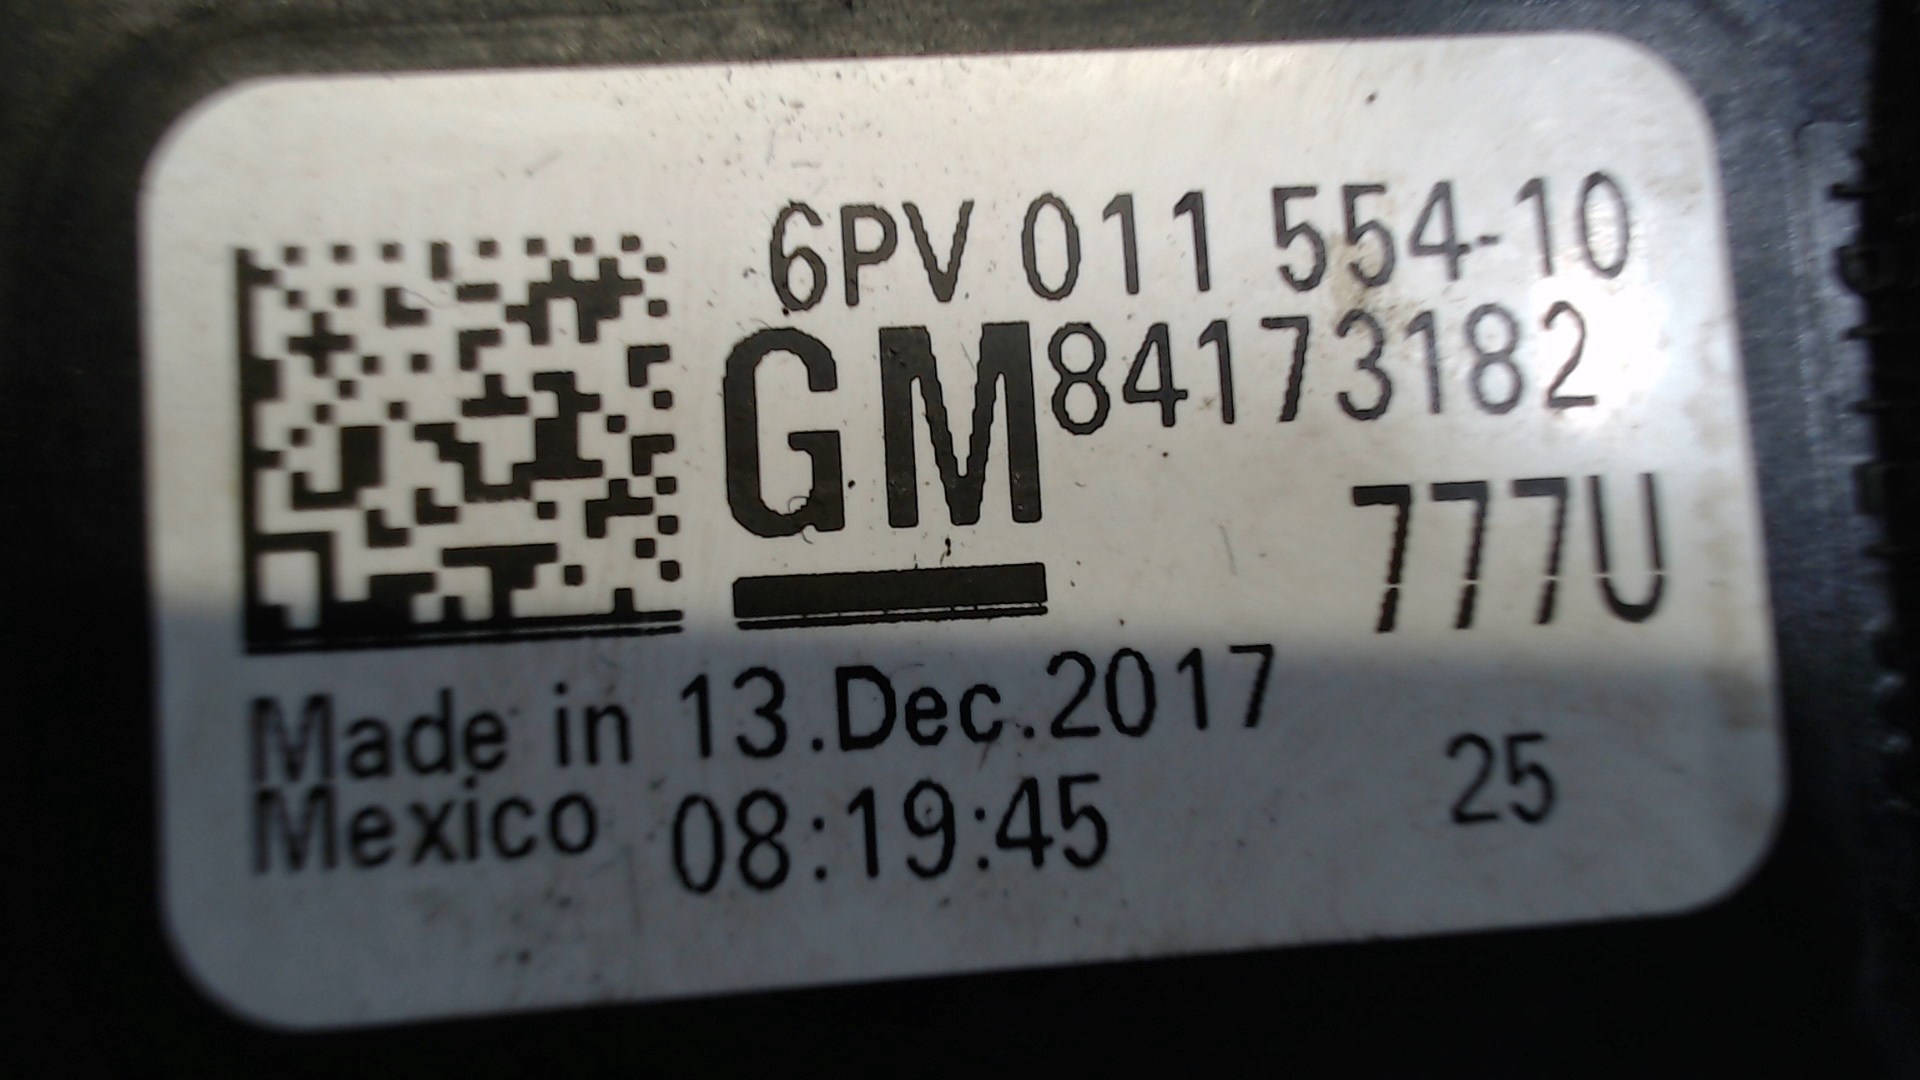 6PV 011 554-10
GM 84173182
777U
Made in 13.Dec.2017
Mexico 08:19:45
25